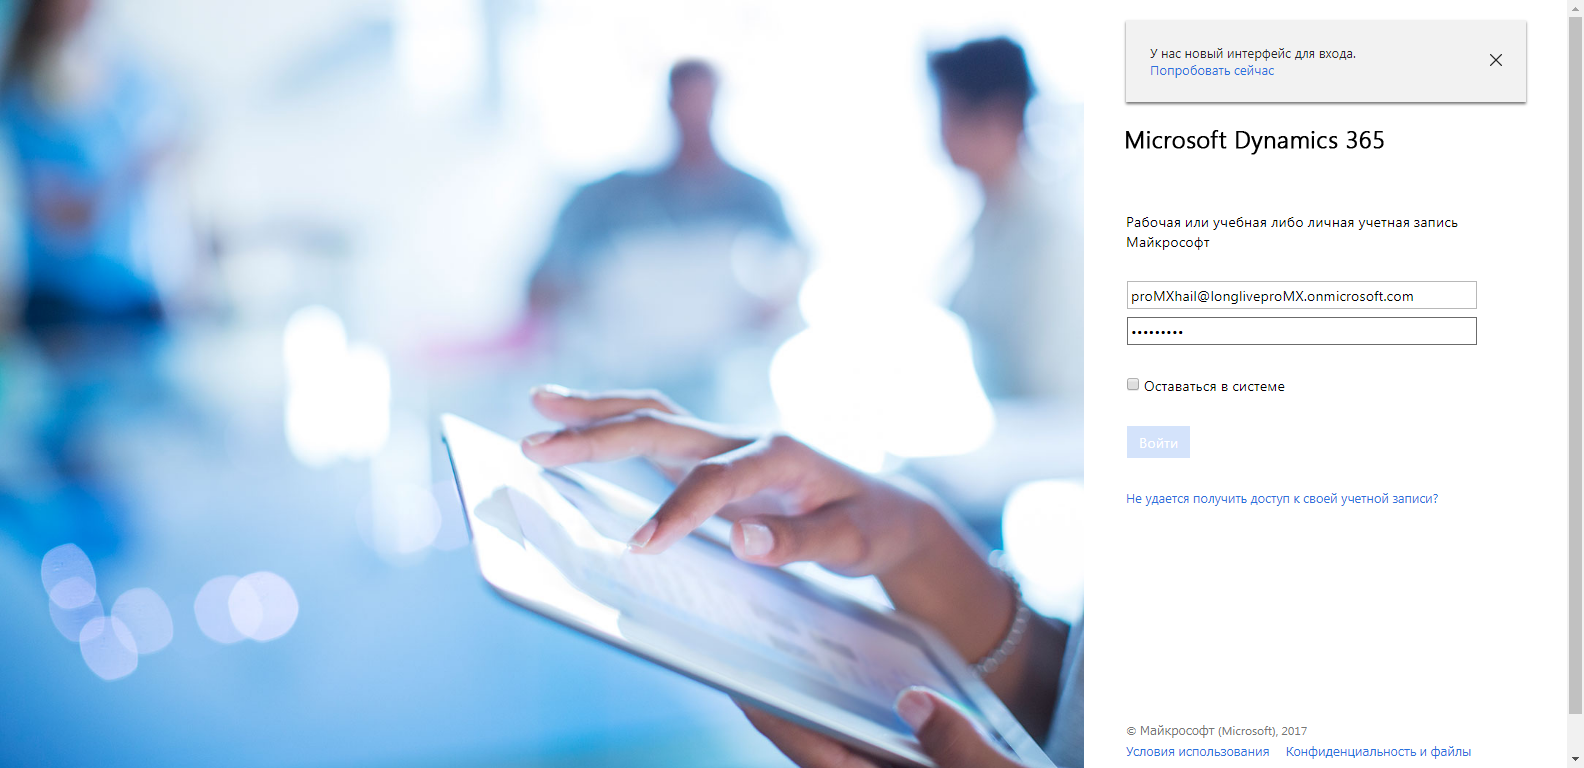 У нас новый интерфейс для входа.
Попробовать сейчас
Microsoft Dynamics 365
Рабочая или учебная либо личная учетная запись
Майкрософт
proMXhail@longliveproMX.onmicrosoft.com
•••••••••
Оставаться в системе
Войти
Не удается получить доступ к своей учетной записи?
© Майкрософт (Microsoft), 2017
Условия использования Конфиденциальность и файлы